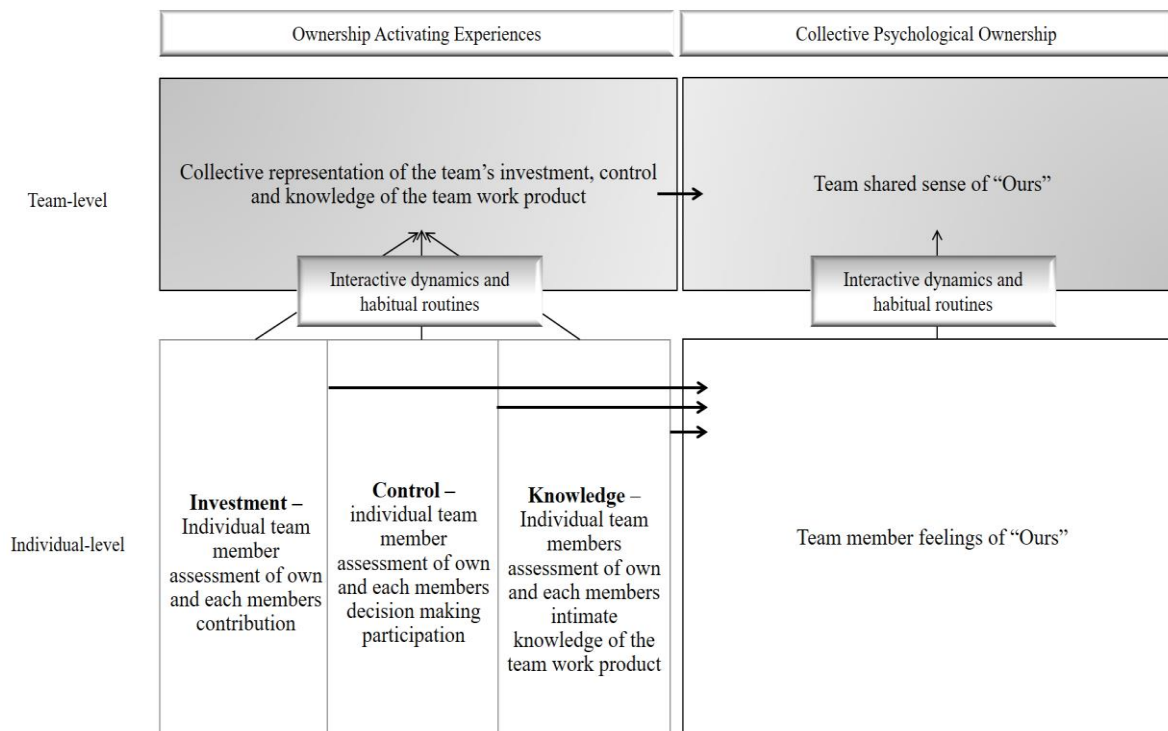 Ownership Activating Experiences
Collective Psychological Ownership
Team-level
Collective representation of the team’s investment, control
and knowledge of the team work product
Team shared sense of “Ours”
Interactive dynamics and
habitual routines
Interactive dynamics and
habitual routines
Individual-level
Investment –
Individual team
member
assessment of own
and each members
contribution
Control –
individual team
member
assessment of own
and each members
decision making
participation
Knowledge –
Individual team
members
assessment of own
and each members
intimate
knowledge of the
team work product
Team member feelings of “Ours”